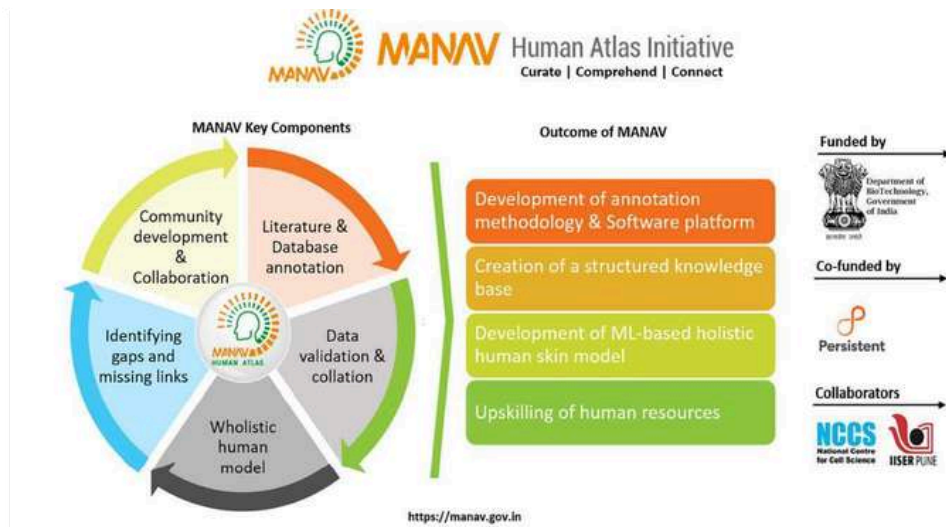 MANAV
MANAV Human Atlas Initiative
Curate | Comprehend | Connect
MANAV Key Components
Community
development
&
Collaboration
Literature &
Database
annotation
Data
validation &
collation
Wholistic
human
model
Identifying
gaps and
missing links
MANAV
HUMAN ATLAS
Outcome of MANAV
Development of annotation
methodology & Software platform
Creation of a structured knowledge
base
Development of ML-based holistic
human skin model
Upskilling of human resources
Funded by
Department of
BioTechnology,
Government
of India
Co-funded by
Persistent
Collaborators
NCCS
National Centre
for Cell Science
IISER PUNE
https://manav.gov.in